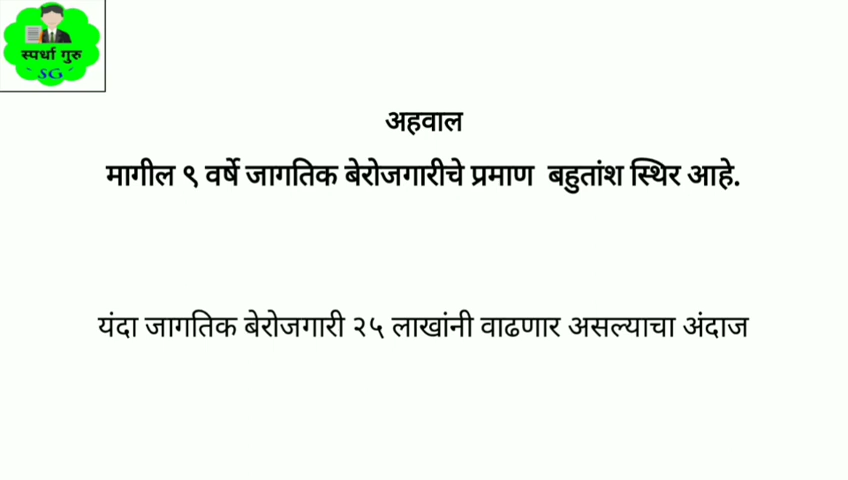 स्पर्धा गुरु
SG
अहवाल
मागील ९ वर्षे जागतिक बेरोजगारीचे प्रमाण बहुतांश स्थिर आहे.
यंदा जागतिक बेरोजगारी २५ लाखांनी वाढणार असल्याचा अंदाज